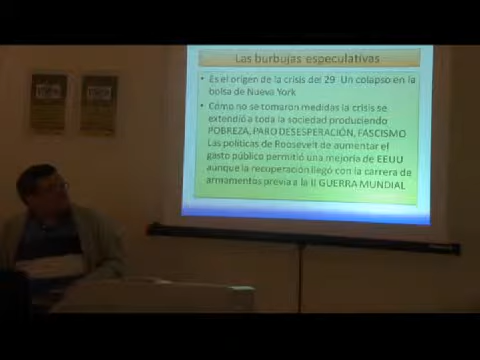 Las burbujas especulativas
• Es el origen de la crisis del 29 Un colapso en la
bolsa de Nueva York
• Cómo no se tomaron medidas la crisis se
extendió a toda la sociedad produciendo
POBREZA, PARO DESESPERACIÓN, FASCISMO
Las políticas de Roosevelt de aumentar el
gasto público permitió una mejoria de EEUU
aunque la recuperación llegó con la carrera de
armamentos previa a la II GUERRA MUNDIAL